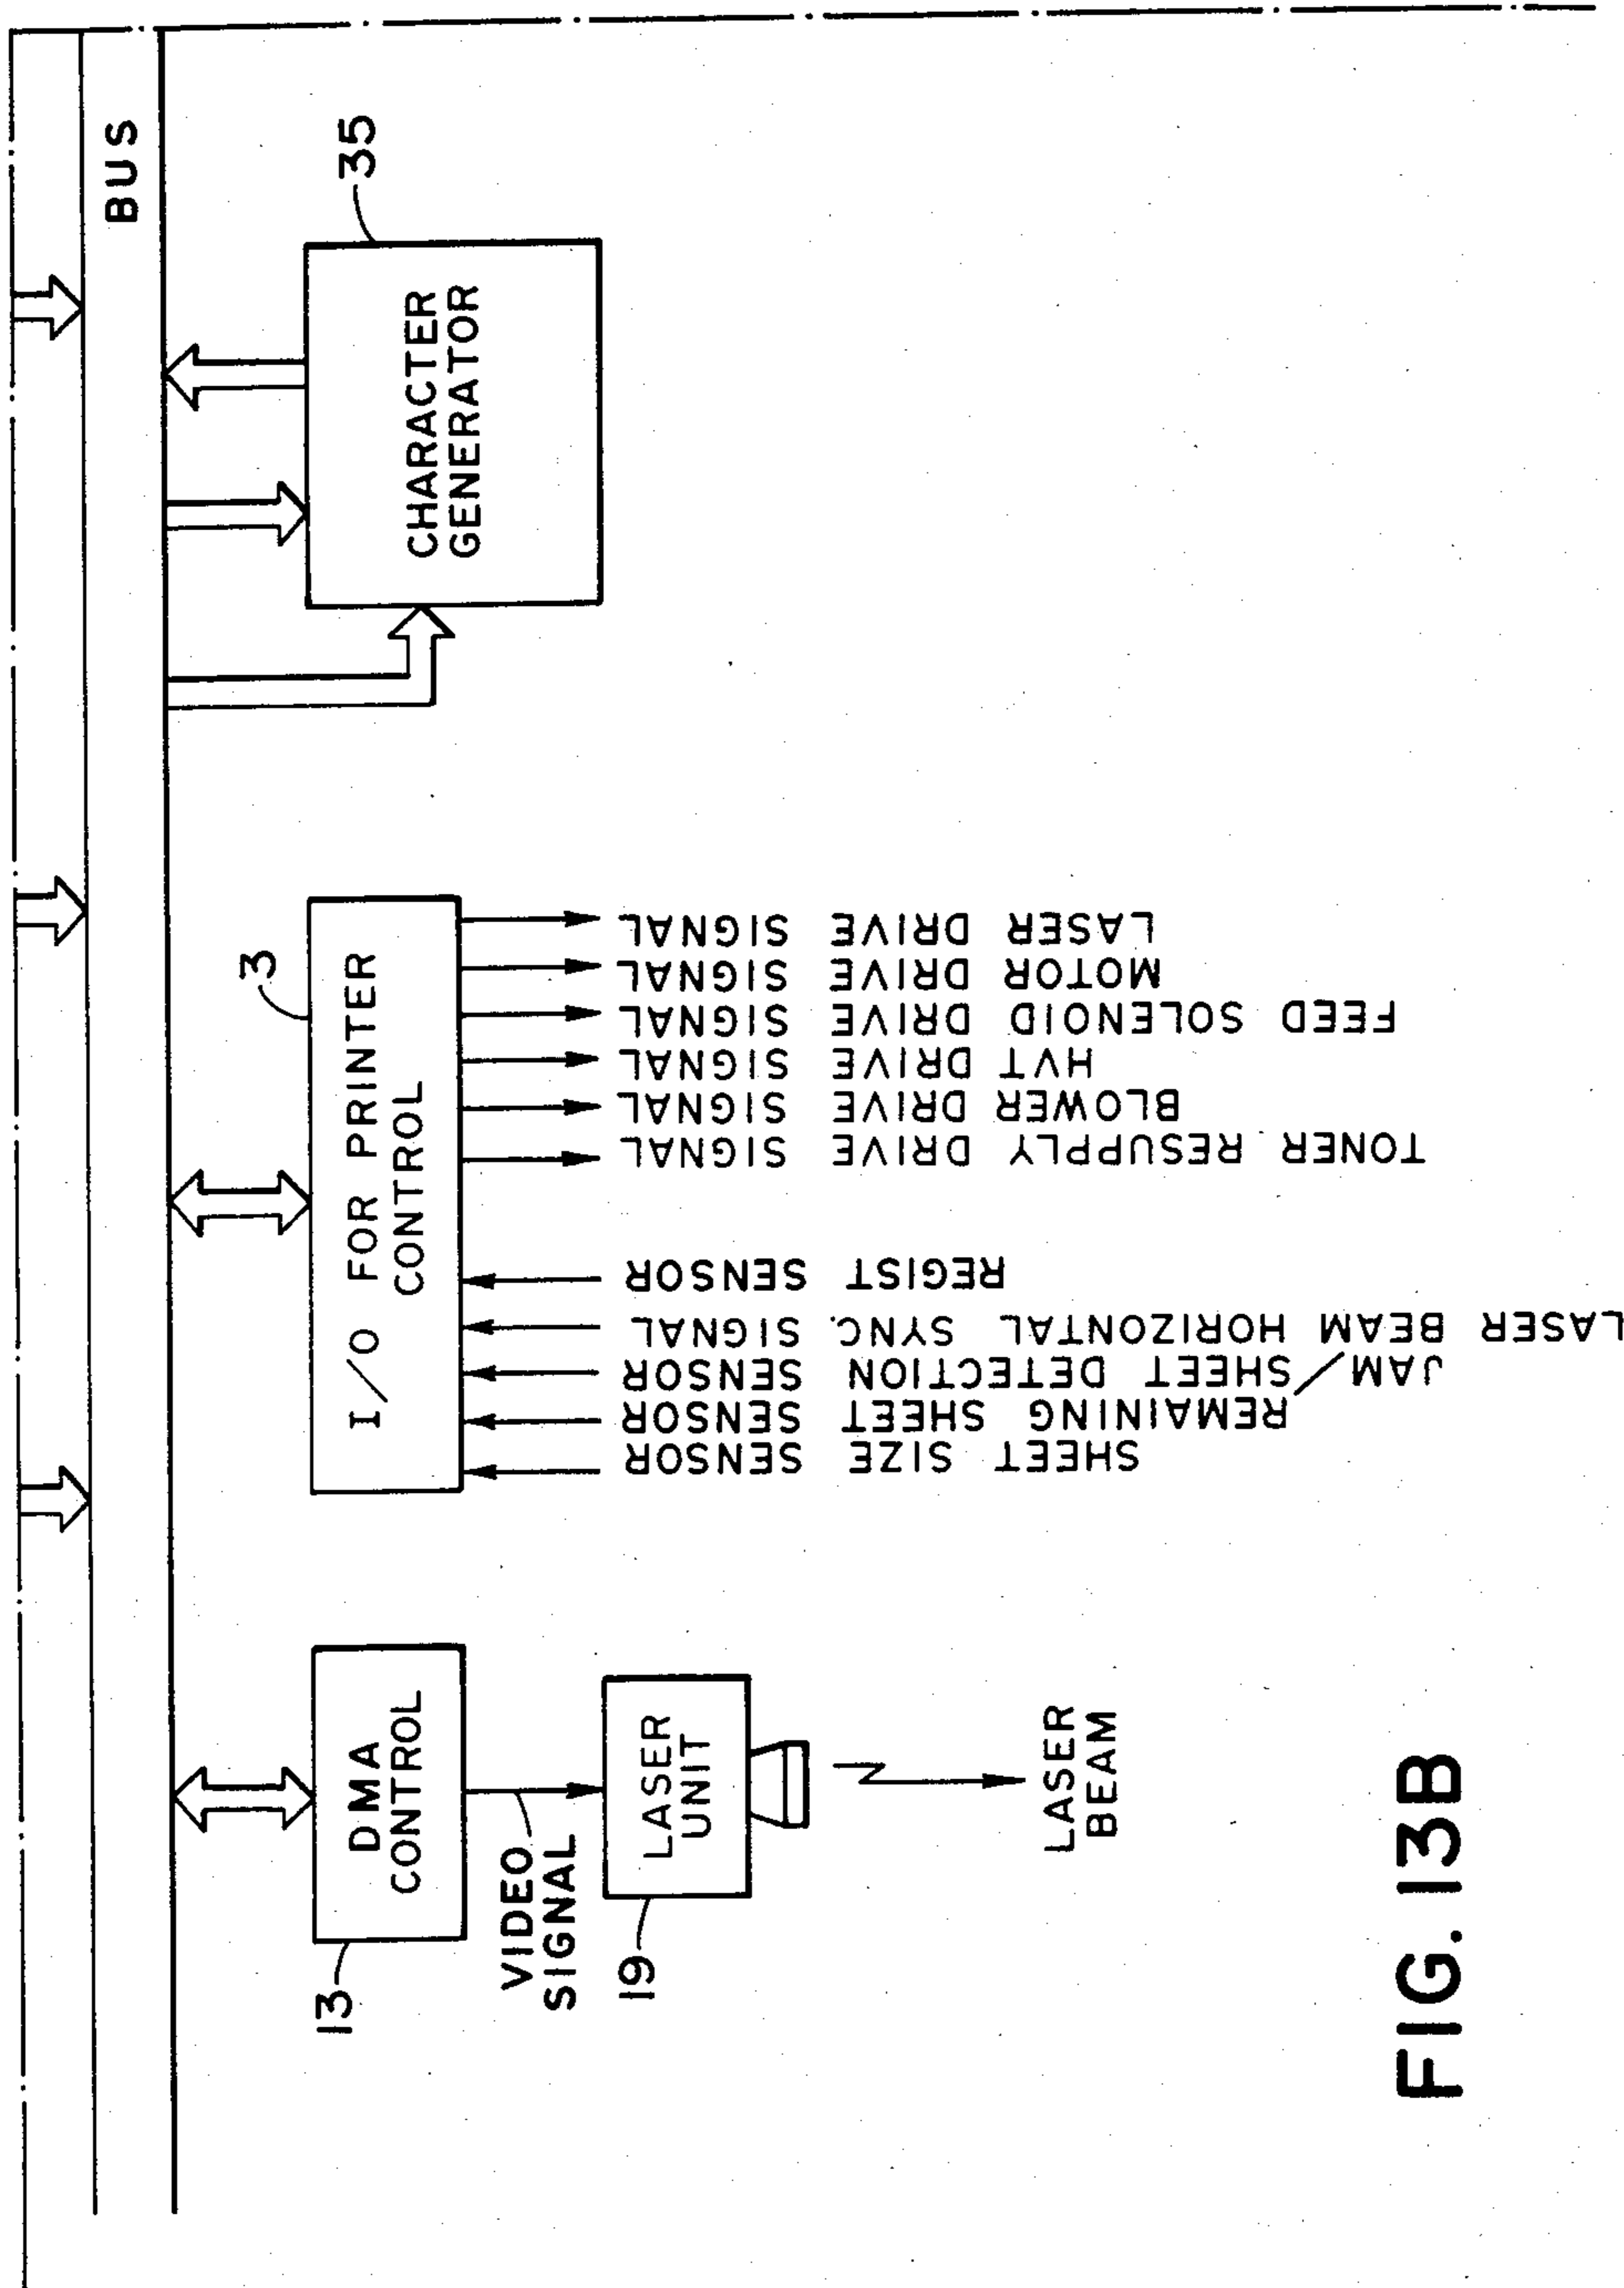 BUS
DMA
CONTROL
13
VIDEO
SIGNAL
LASER
UNIT
19
LASER
BEAM
I/O FOR PRINTER
CONTROL
3
SHEET SIZE SENSOR
REMAINING SHEET SENSOR
JAM/SHEET DETECTION SENSOR
LASER BEAM HORIZONTAL SYNC. SIGNAL
REGIST SENSOR
TONER RESUPPLY DRIVE SIGNAL
BLOWER DRIVE SIGNAL
HVT DRIVE SIGNAL
FEED SOLENOID DRIVE SIGNAL
MOTOR DRIVE SIGNAL
LASER DRIVE SIGNAL
CHARACTER
GENERATOR
35
FIG. 13B